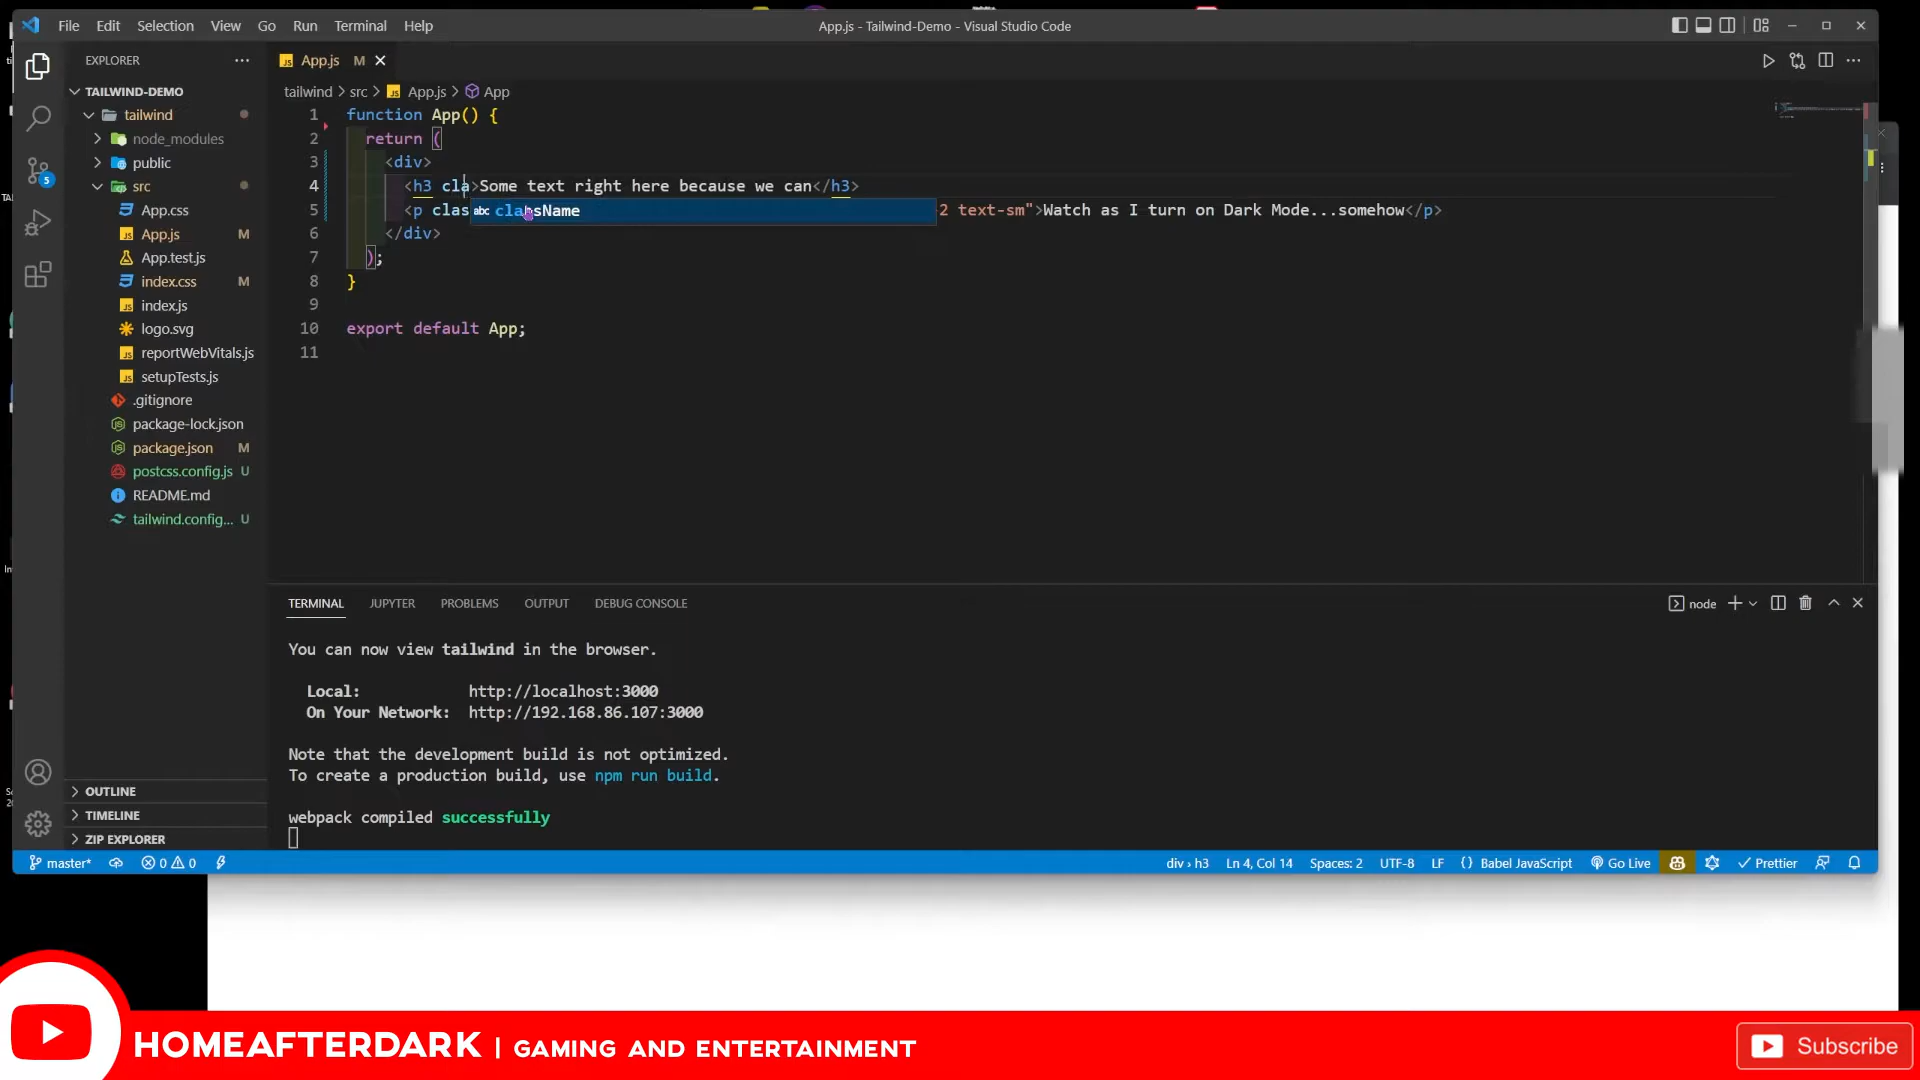 File Edit Selection View Go Run Terminal Help
App.js - Tailwind-Demo - Visual Studio Code
EXPLORER
TAILWIND-DEMO
tailwind
node_modules
public
src
App.css
App.js M
App.test.js
index.css M
index.js
logo.svg
reportWebVitals.js
setupTests.js
.gitignore
package-lock.json
package.json M
postcss.config.js U
README.md
tailwind.config... U
OUTLINE
TIMELINE
ZIP EXPLORER
App.js M
tailwind > src > App.js > App
1 function App() {
2 return (
3 <div>
4 <h3 cla>Some text right here because we can</h3>
abc className
5 <p clas 2 text-sm">Watch as I turn on Dark Mode...somehow</p>
6 </div>
7 );
8 }
9
10 export default App;
11
TERMINAL JUPYTER PROBLEMS OUTPUT DEBUG CONSOLE
node
You can now view tailwind in the browser.
Local: http://localhost:3000
On Your Network: http://192.168.86.107:3000
Note that the development build is not optimized.
To create a production build, use npm run build.
webpack compiled successfully
5
master* 0 0
div > h3 Ln 4, Col 14 Spaces: 2 UTF-8 LF {} Babel JavaScript Go Live Prettier
HOMEAFTERDARK | GAMING AND ENTERTAINMENT
Subscribe